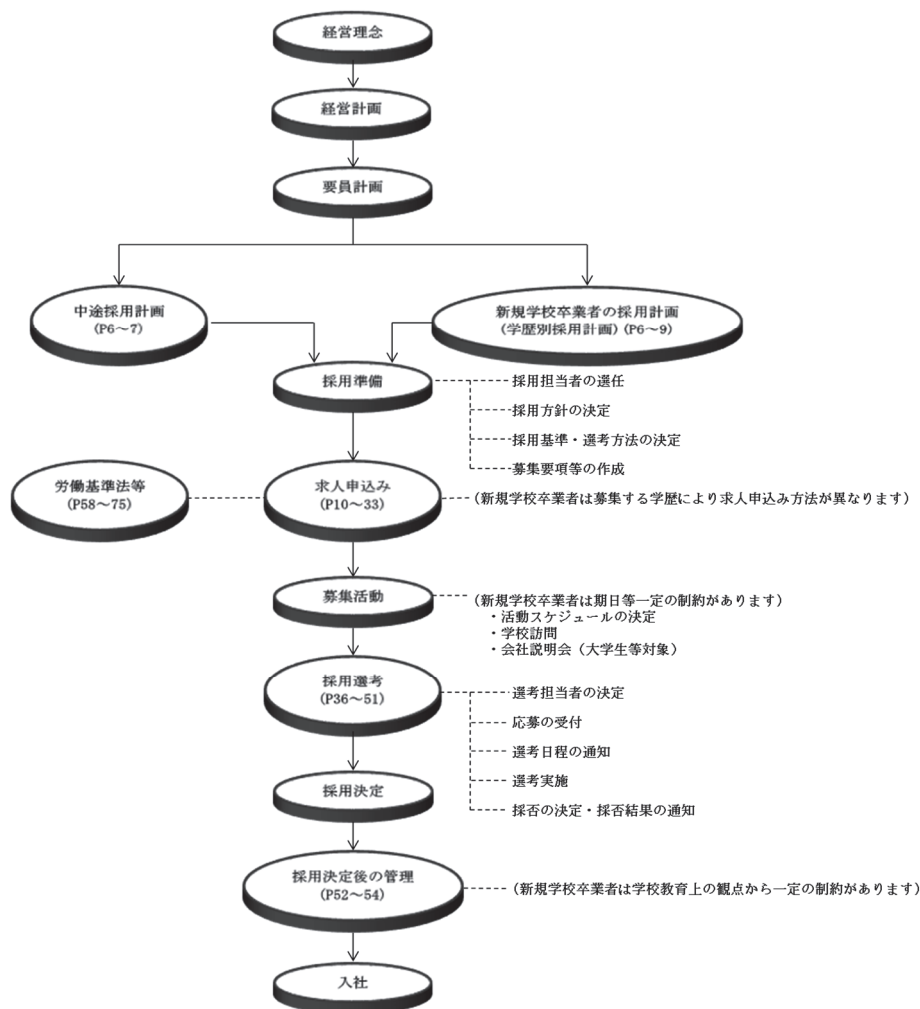 経営理念
経営計画
要員計画
中途採用計画
(P6～7)
新規学校卒業者の採用計画
(学歴別採用計画) (P6～9)
採用準備
採用担当者の選任
採用方針の決定
採用基準・選考方法の決定
募集要項等の作成
労働基準法等
(P58～75)
求人申込み
(P10～33)
(新規学校卒業者は募集する学歴により求人申込み方法が異なります)
募集活動
(新規学校卒業者は期日等一定の制約があります)
・活動スケジュールの決定
・学校訪問
・会社説明会（大学生等対象）
採用選考
(P36～51)
選考担当者の決定
応募の受付
選考日程の通知
選考実施
採否の決定・採否結果の通知
採用決定
採用決定後の管理
(P52～54)
(新規学校卒業者は学校教育上の観点から一定の制約があります)
入社